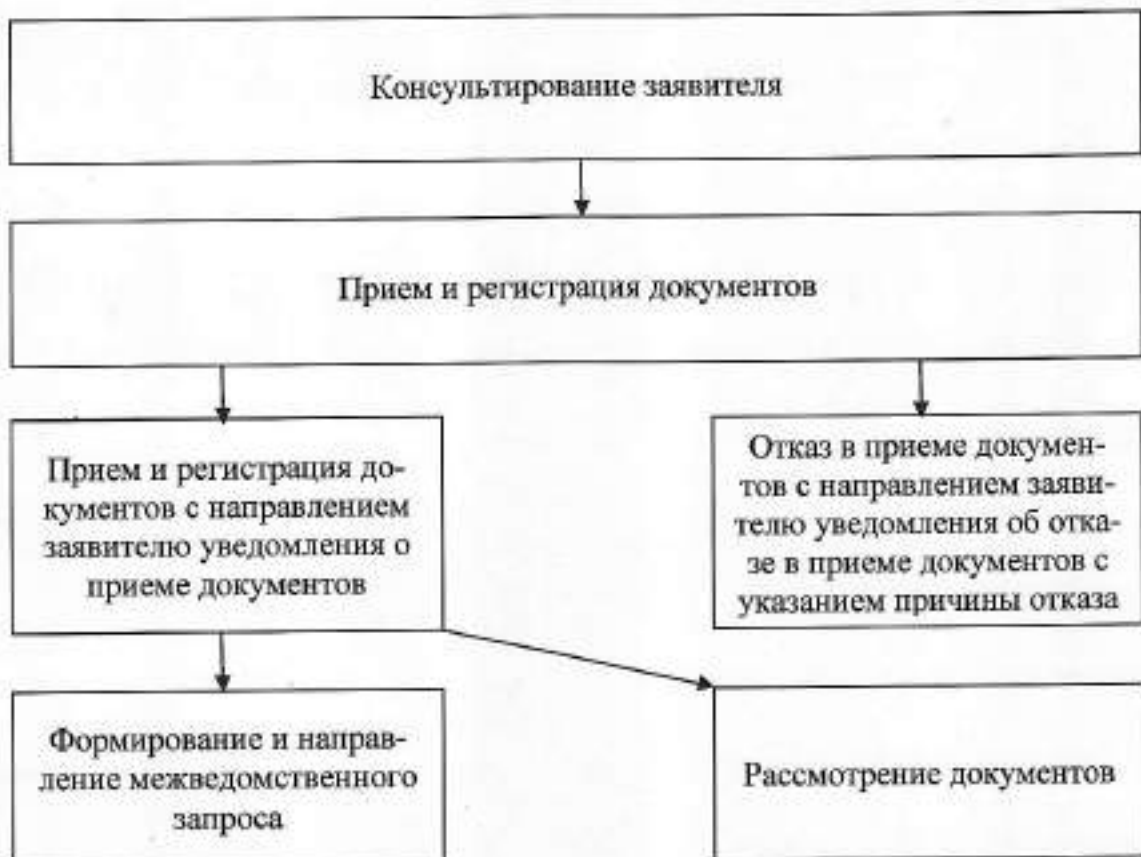 Консультирование заявителя
Прием и регистрация документов
Прием и регистрация до-
кументов с направлением
заявителю уведомления о
приеме документов
Отказ в приеме докумен-
тов с направлением заяви-
телю уведомления об отка-
зе в приеме документов с
указанием причины отказа
Формирование и направ-
ление межведомственного
запроса
Рассмотрение документов